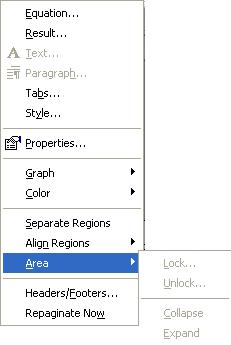 Equation...
Result...
Text...
Paragraph...
Tabs...
Style...
Properties...
Graph
Color
Separate Regions
Align Regions
Area
Lock...
Unlock...
Collapse
Expand
Headers/Footers...
Repaginate Now